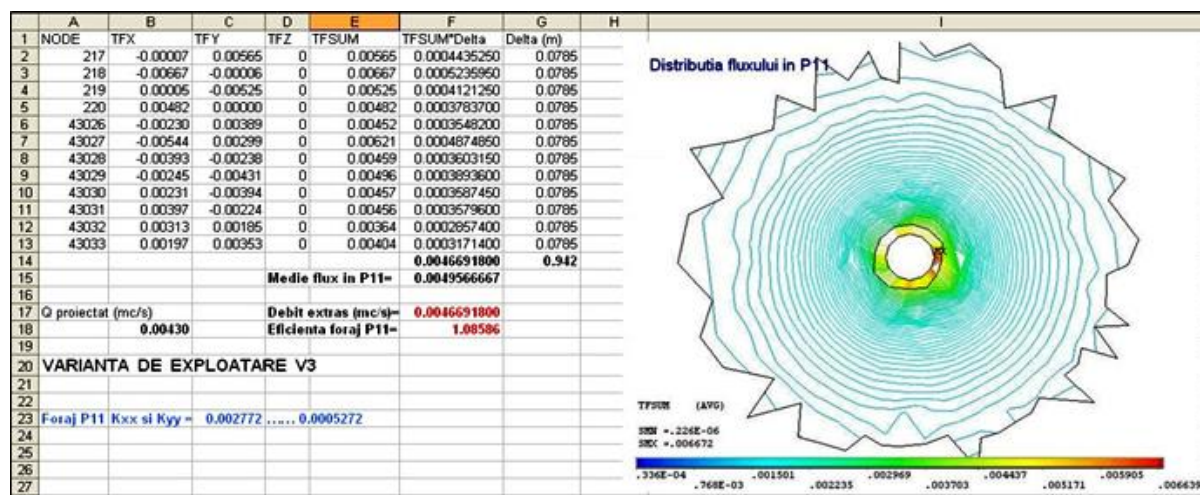 A B C D E F G H I
1 NODE TFX TFY TFZ TFSUM TFSUM*Delta Delta (m)
2 217 -0.00007 0.00565 0 0.00565 0.0004435250 0.0785
3 218 -0.00667 -0.00006 0 0.00667 0.0005235950 0.0785
4 219 0.00005 -0.00525 0 0.00525 0.0004121250 0.0785
5 220 0.00482 0.00000 0 0.00482 0.0003783700 0.0785
6 43026 -0.00230 0.00389 0 0.00452 0.0003548200 0.0785
7 43027 -0.00544 0.00299 0 0.00621 0.0004874850 0.0785
8 43028 -0.00393 -0.00238 0 0.00459 0.0003603150 0.0785
9 43029 -0.00245 -0.00431 0 0.00496 0.0003893600 0.0785
10 43030 0.00231 -0.00394 0 0.00457 0.0003587450 0.0785
11 43031 0.00397 -0.00224 0 0.00456 0.0003579600 0.0785
12 43032 0.00313 0.00185 0 0.00364 0.0002857400 0.0785
13 43033 0.00197 0.00353 0 0.00404 0.0003171400 0.0785
14 0.0046691800 0.942
15 Medie flux in P11= 0.0049566667
16
17 Q proiectat (mc/s) Debit extras (mc/s)= 0.0046691800
18 0.00430 Eficienta foraj P11= 1.08586
19
20 VARIANTA DE EXPLOATARE V3
21
22
23 Foraj P11 Kxx si Kyy = 0.002772 ...... 0.0005272
24
25
26
27
Distributia fluxului in P11
TFSUM (AVG)
SMN =.226E-06
SMX =.006672
.336E-04 .001501 .002969 .004437 .005905
.768E-03 .002235 .003703 .005171 .006639